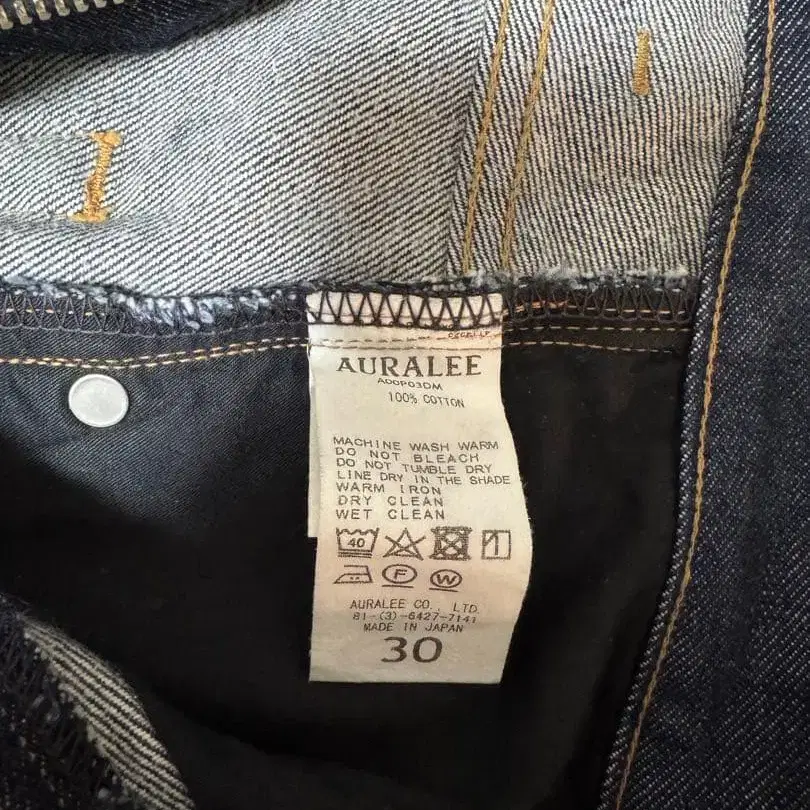 AURALEE
A00P03DM
100% COTTON
MACHINE WASH WARM
DO NOT BLEACH
DO NOT TUMBLE DRY
LINE DRY IN THE SHADE
WARM IRON
DRY CLEAN
WET CLEAN
40
F W
AURALEE CO., LTD.
81-(3)-6427-7141
MADE IN JAPAN
30